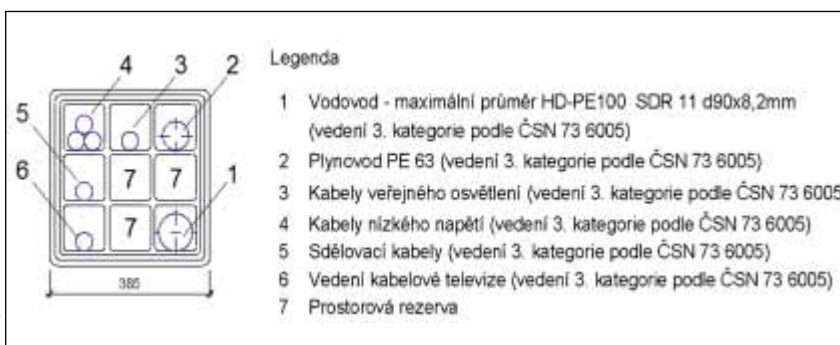 Legenda
4 3 2
5
6
7 7
7
1
385
1 Vodovod - maximální průměr HD-PE100 SDR 11 d90x8,2mm
(vedení 3. kategorie podle ČSN 73 6005)
2 Plynovod PE 63 (vedení 3. kategorie podle ČSN 73 6005)
3 Kabely veřejného osvětlení (vedení 3. kategorie podle ČSN 73 6005
4 Kabely nízkého napětí (vedení 3. kategorie podle ČSN 73 6005)
5 Sdělovací kabely (vedení 3. kategorie podle ČSN 73 6005)
6 Vedení kabelové televize (vedení 3. kategorie podle ČSN 73 6005)
7 Prostorová rezerva